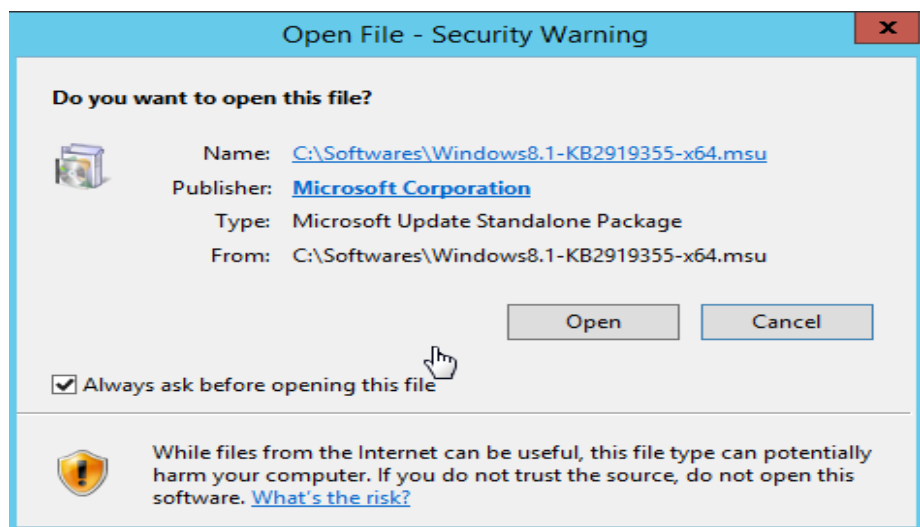 Open File - Security Warning
x
Do you want to open this file?
Name: C:\Softwares\Windows8.1-KB2919355-x64.msu
Publisher: Microsoft Corporation
Type: Microsoft Update Standalone Package
From: C:\Softwares\Windows8.1-KB2919355-x64.msu
Open Cancel
Always ask before opening this file
While files from the Internet can be useful, this file type can potentially
harm your computer. If you do not trust the source, do not open this
software. What's the risk?